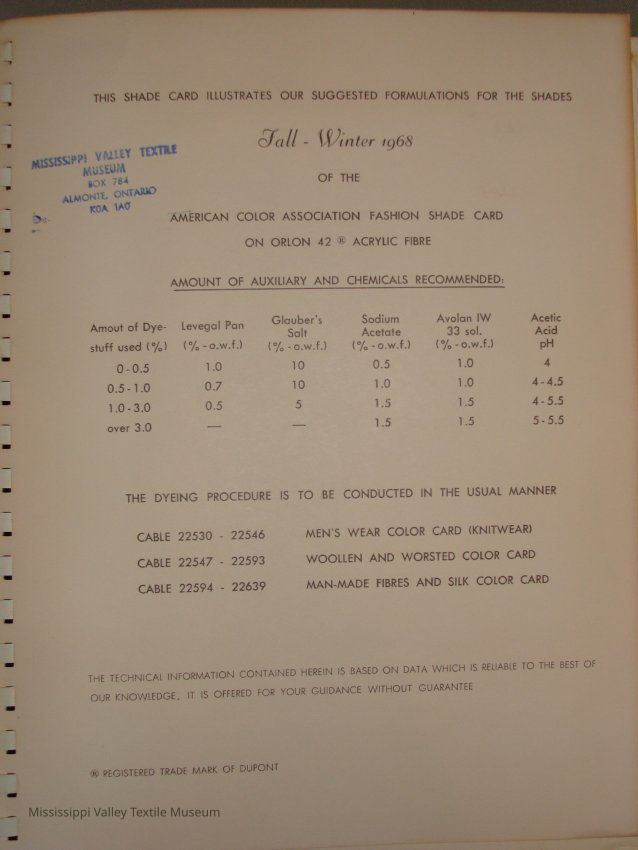 THIS SHADE CARD ILLUSTRATES OUR SUGGESTED FORMULATIONS FOR THE SHADES
Fall - Winter 1968
MISSISSIPPI VALLEY TEXTILE
MUSEUM
BOX 784
ALMONTE, ONTARIO
K0A 1A0
OF THE
AMERICAN COLOR ASSOCIATION FASHION SHADE CARD
ON ORLON 42 ® ACRYLIC FIBRE
AMOUNT OF AUXILIARY AND CHEMICALS RECOMMENDED:
Amout of Dye-stuff used (%) Levegal Pan (% - o.w.f.) Glauber's Salt (% - o.w.f.) Sodium Acetate (% - o.w.f.) Avolan IW 33 sol. (% - o.w.f.) Acetic Acid pH
0 - 0.5 1.0 10 0.5 1.0 4
0.5 - 1.0 0.7 10 1.0 1.0 4 - 4.5
1.0 - 3.0 0.5 5 1.5 1.5 4 - 5.5
over 3.0 — — 1.5 1.5 5 - 5.5
THE DYEING PROCEDURE IS TO BE CONDUCTED IN THE USUAL MANNER
CABLE 22530 - 22546 MEN'S WEAR COLOR CARD (KNITWEAR)
CABLE 22547 - 22593 WOOLLEN AND WORSTED COLOR CARD
CABLE 22594 - 22639 MAN-MADE FIBRES AND SILK COLOR CARD
THE TECHNICAL INFORMATION CONTAINED HEREIN IS BASED ON DATA WHICH IS RELIABLE TO THE BEST OF
OUR KNOWLEDGE. IT IS OFFERED FOR YOUR GUIDANCE WITHOUT GUARANTEE
® REGISTERED TRADE MARK OF DUPONT
Mississippi Valley Textile Museum